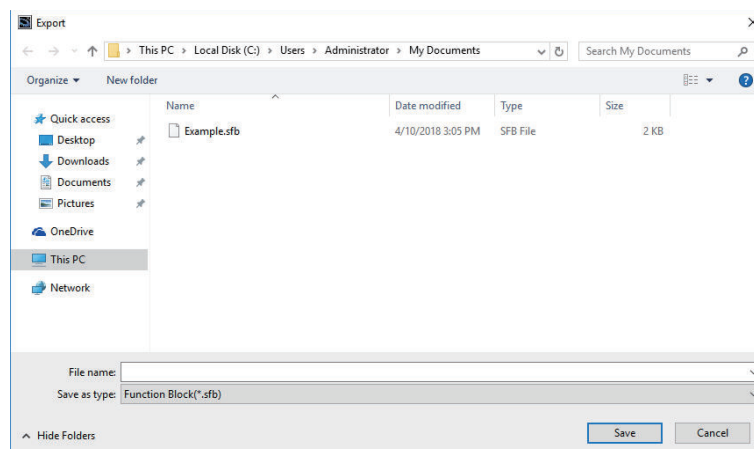 Export
This PC > Local Disk (C:) > Users > Administrator > My Documents
Search My Documents
Organize
New folder
Name Date modified Type Size
Quick access
Desktop
Downloads
Documents
Pictures
OneDrive
This PC
Network
Example.sfb 4/10/2018 3:05 PM SFB File 2 KB
File name:
Save as type: Function Block(*.sfb)
Hide Folders
Save
Cancel